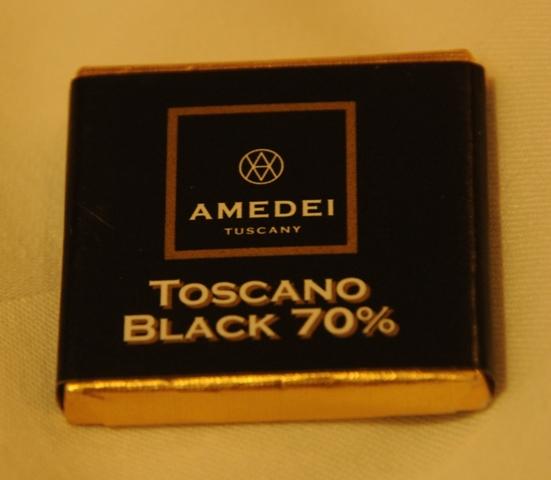 AMEDEI
TUSCANY
TOSCANO
BLACK 70%